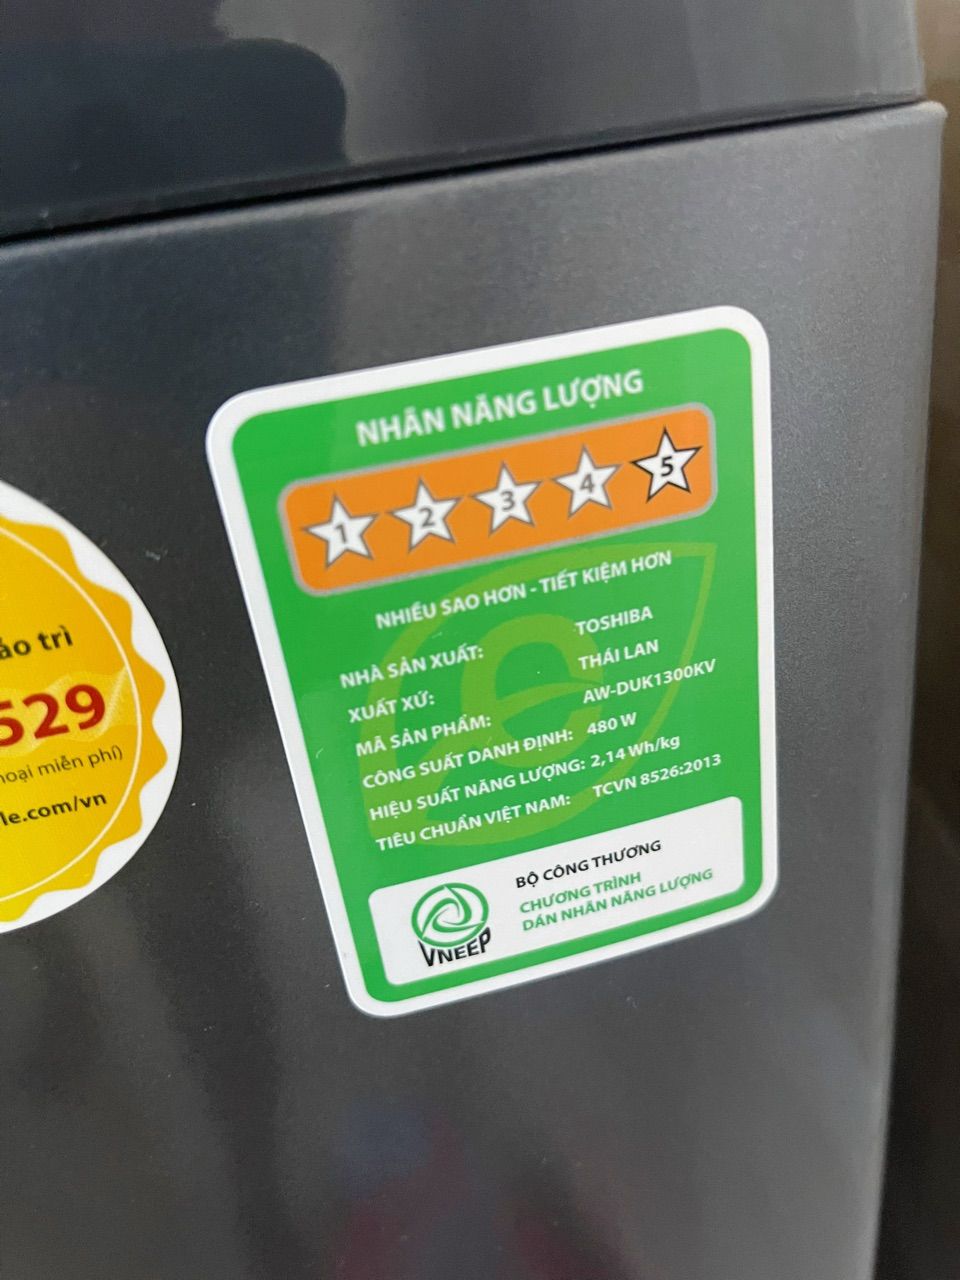 NHÃN NĂNG LƯỢNG
1 2 3 4 5
NHIỀU SAO HƠN - TIẾT KIỆM HƠN
NHÀ SẢN XUẤT: TOSHIBA
XUẤT XỨ: THÁI LAN
MÃ SẢN PHẨM: AW-DUK1300KV
CÔNG SUẤT DANH ĐỊNH: 480 W
HIỆU SUẤT NĂNG LƯỢNG: 2,14 Wh/kg
TIÊU CHUẨN VIỆT NAM: TCVN 8526:2013
VNEEP
BỘ CÔNG THƯƠNG
CHƯƠNG TRÌNH
DÁN NHÃN NĂNG LƯỢNG
trì
529
miễn phí)
le.com/vn